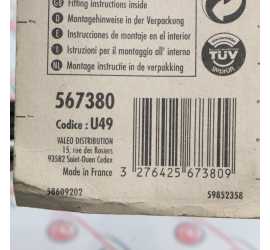 GB Fitting instructions inside
D Montagehinweise in der Verpackung
E Instrucciones de montaje en el interior
I Istruzioni per il montaggio all' interno
NL Montage instructie in de verpakking
TÜV
567380
Codice : U49
VALEO DISTRIBUTION
15, rue des Rosiers
93582 Saint-Ouen Cedex
Made in France
3 276425 673809
58609202
59852358